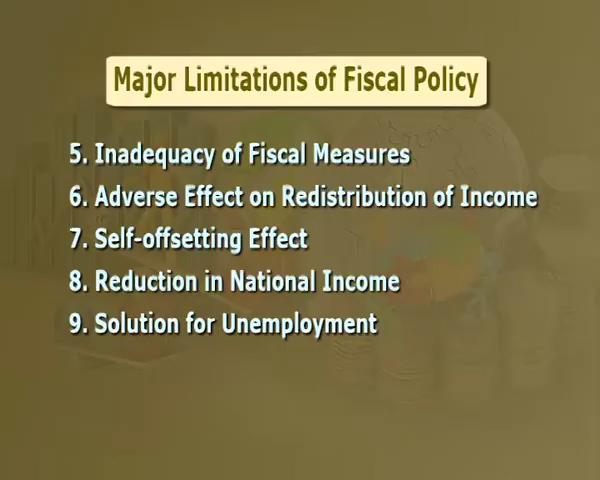 Major Limitations of Fiscal Policy
5. Inadequacy of Fiscal Measures
6. Adverse Effect on Redistribution of Income
7. Self-offsetting Effect
8. Reduction in National Income
9. Solution for Unemployment